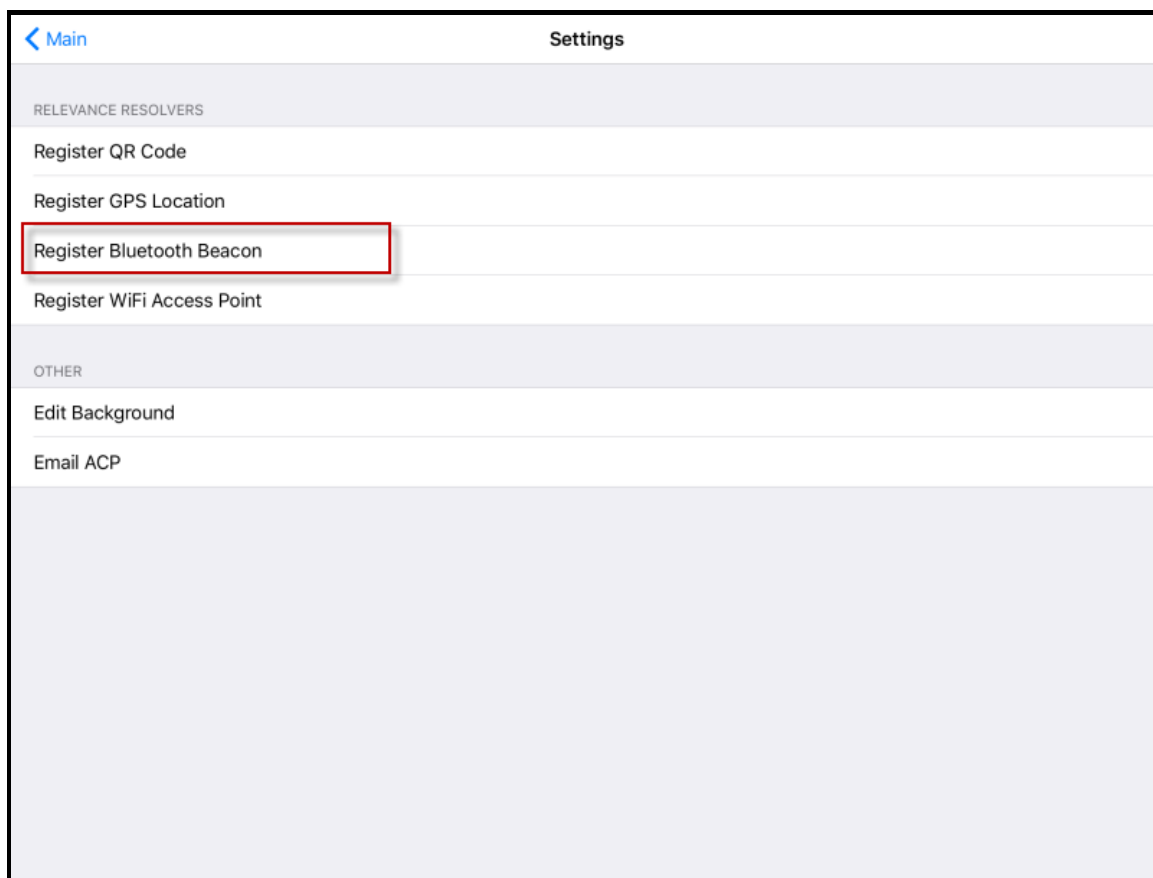 Main
Settings
RELEVANCE RESOLVERS
Register QR Code
Register GPS Location
Register Bluetooth Beacon
Register WiFi Access Point
OTHER
Edit Background
Email ACP